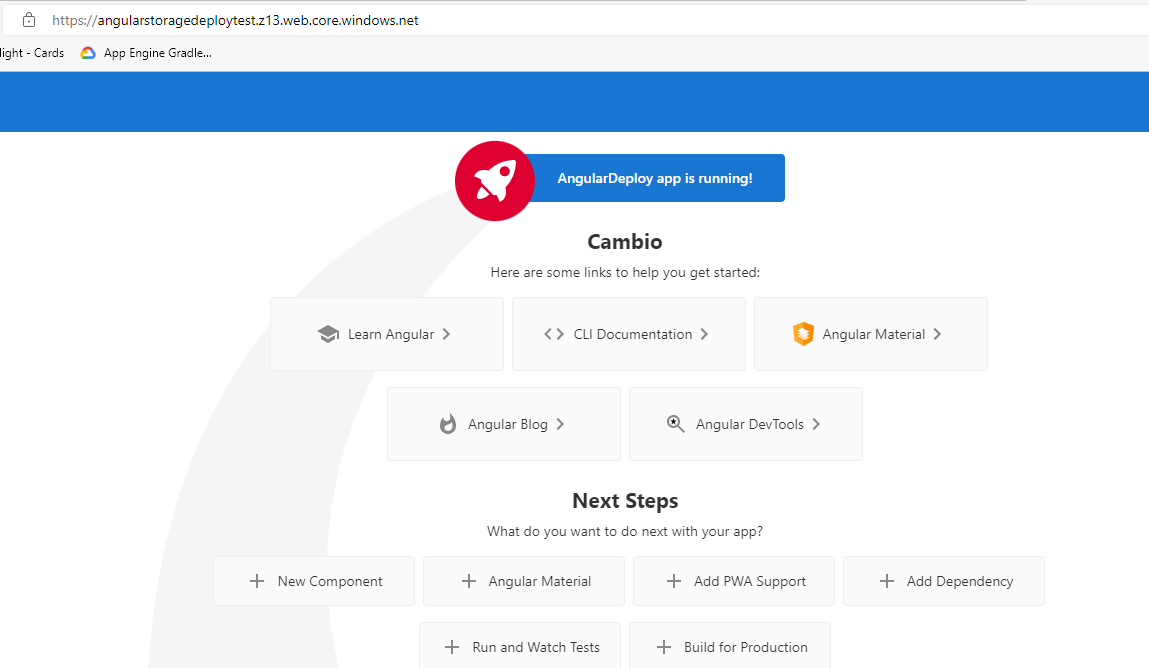 https://angularstoragedeploytest.z13.web.core.windows.net
light - Cards App Engine Gradle...
AngularDeploy app is running!
Cambio
Here are some links to help you get started:
Learn Angular CLI Documentation Angular Material
Angular Blog Angular DevTools
Next Steps
What do you want to do next with your app?
New Component Angular Material Add PWA Support Add Dependency
Run and Watch Tests Build for Production